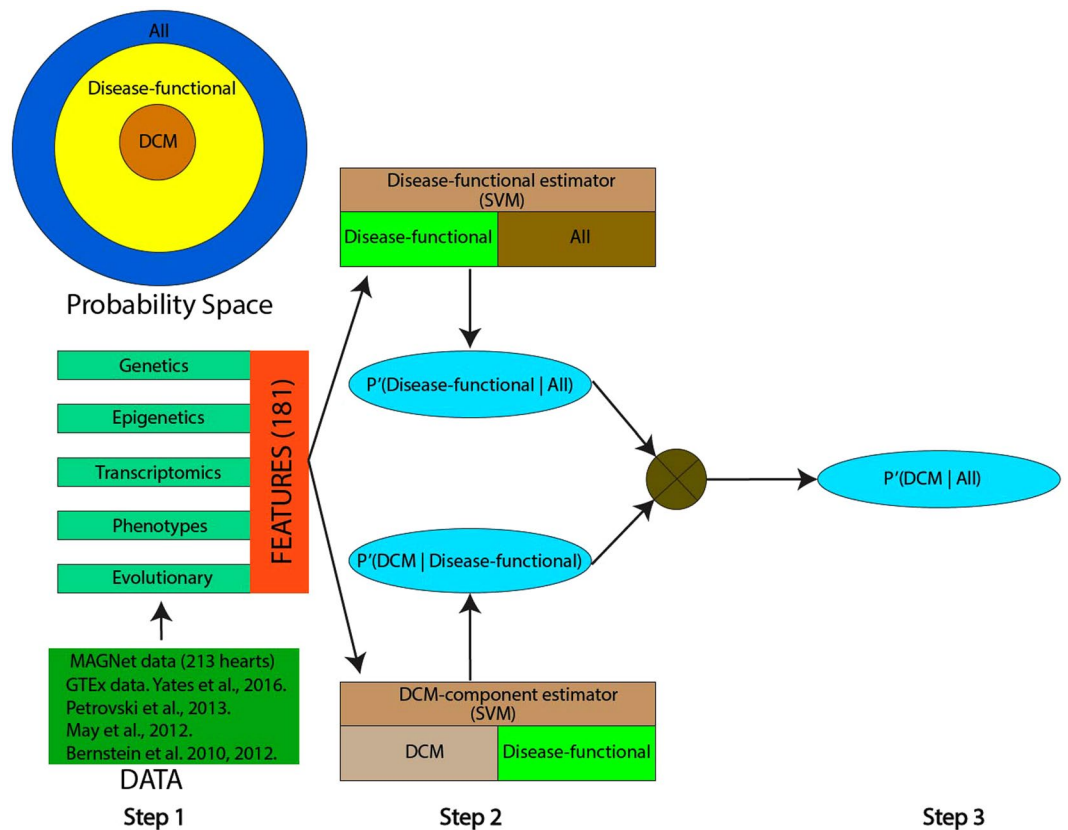 All
Disease-functional
DCM
Probability Space
Genetics
Epigenetics
Transcriptomics
Phenotypes
Evolutionary
FEATURES (181)
MAGNet data (213 hearts)
GTEx data. Yates et al., 2016.
Petrovski et al., 2013.
May et al., 2012.
Bernstein et al. 2010, 2012.
DATA
Step 1
Disease-functional estimator
(SVM)
Disease-functional
All
P'(Disease-functional | All)
P'(DCM | Disease-functional)
DCM-component estimator
(SVM)
DCM
Disease-functional
Step 2
P'(DCM | All)
Step 3